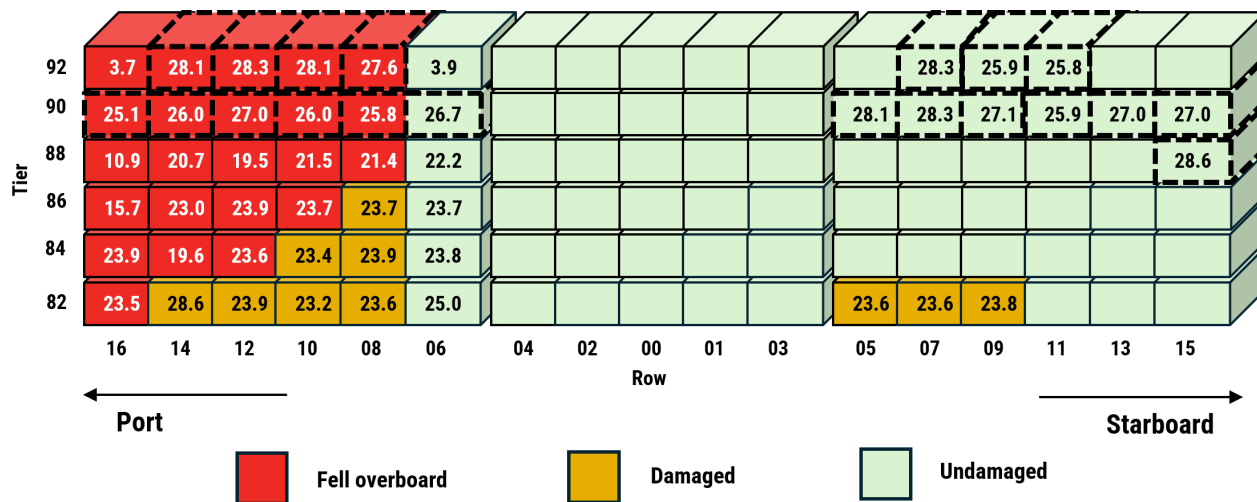 92 3.7 28.1 28.3 28.1 27.6 3.9 28.3 25.9 25.8
90 25.1 26.0 27.0 26.0 25.8 26.7 28.1 28.3 27.1 25.9 27.0 27.0
88 10.9 20.7 19.5 21.5 21.4 22.2 28.6
Tier
86 15.7 23.0 23.9 23.7 23.7 23.7
84 23.9 19.6 23.6 23.4 23.9 23.8
82 23.5 28.6 23.9 23.2 23.6 25.0 23.6 23.6 23.8
16 14 12 10 08 06 04 02 00 01 03 05 07 09 11 13 15
Row
Port Starboard
Fell overboard Damaged Undamaged